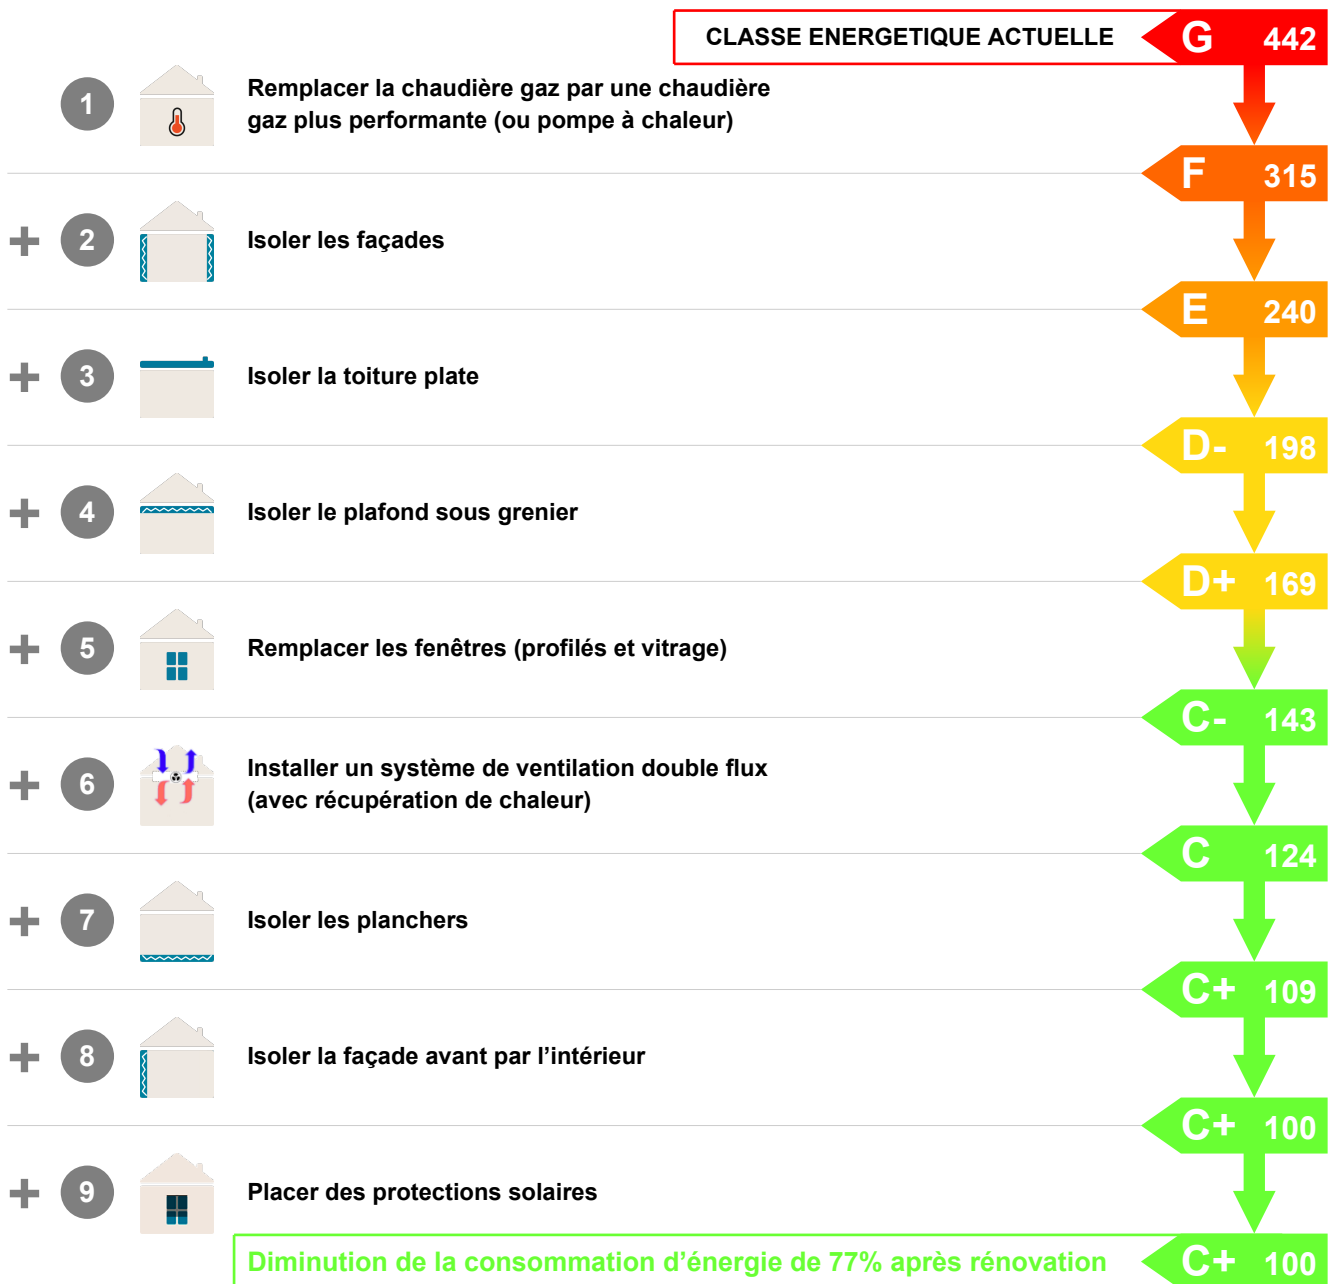 CLASSE ENERGETIQUE ACTUELLE G 442
1 Remplacer la chaudière gaz par une chaudière
gaz plus performante (ou pompe à chaleur)
F 315
+ 2 Isoler les façades
E 240
+ 3 Isoler la toiture plate
D- 198
+ 4 Isoler le plafond sous grenier
D+ 169
+ 5 Remplacer les fenêtres (profilés et vitrage)
C- 143
+ 6 Installer un système de ventilation double flux
(avec récupération de chaleur)
C 124
+ 7 Isoler les planchers
C+ 109
+ 8 Isoler la façade avant par l’intérieur
C+ 100
+ 9 Placer des protections solaires
Diminution de la consommation d’énergie de 77% après rénovation C+ 100